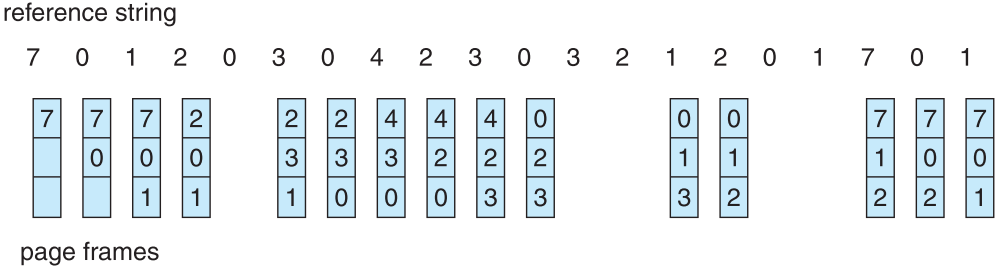 reference string
7 0 1 2 0 3 0 4 2 3 0 3 2 1 2 0 1 7 0 1
7 7 7 2 2 2 4 4 4 0 0 0 7 7 7
0 0 0 3 3 3 2 2 2 1 1 1 0 0
1 1 1 0 0 0 3 3 3 2 2 2 1
page frames